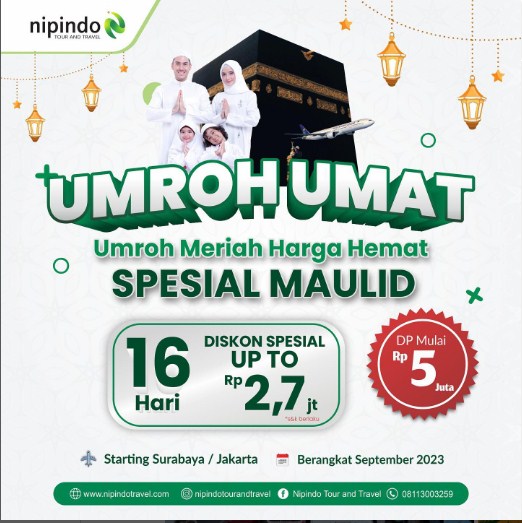 nipindo
TOUR AND TRAVEL
UMROH UMAT
Umroh Meriah Harga Hemat
SPESIAL MAULID
16
Hari
DISKON SPESIAL
UP TO
Rp 2,7 jt
*S&K berlaku
DP Mulai
Rp 5 Juta
Starting Surabaya / Jakarta
Berangkat September 2023
www.nipindotravel.com
nipindotourandtravel
Nipindo Tour and Travel
08113003259